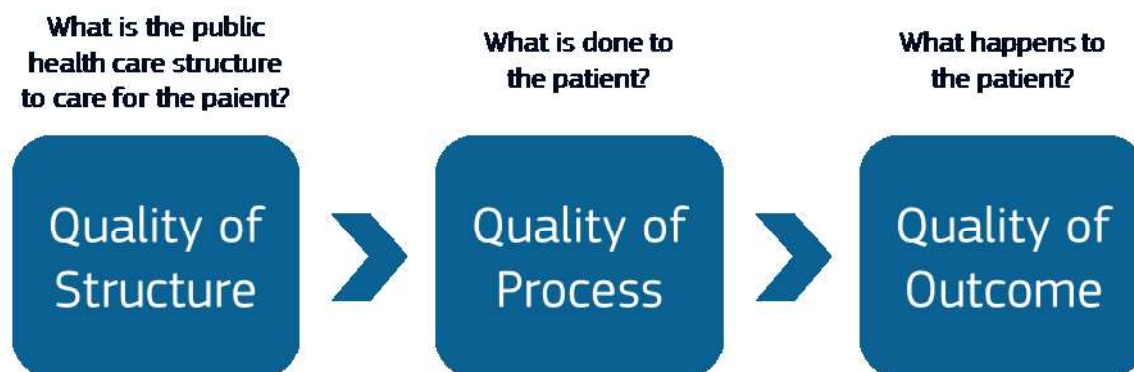 What is the public
health care structure
to care for the paient?
What is done to
the patient?
What happens to
the patient?
Quality of
Structure
Quality of
Process
Quality of
Outcome